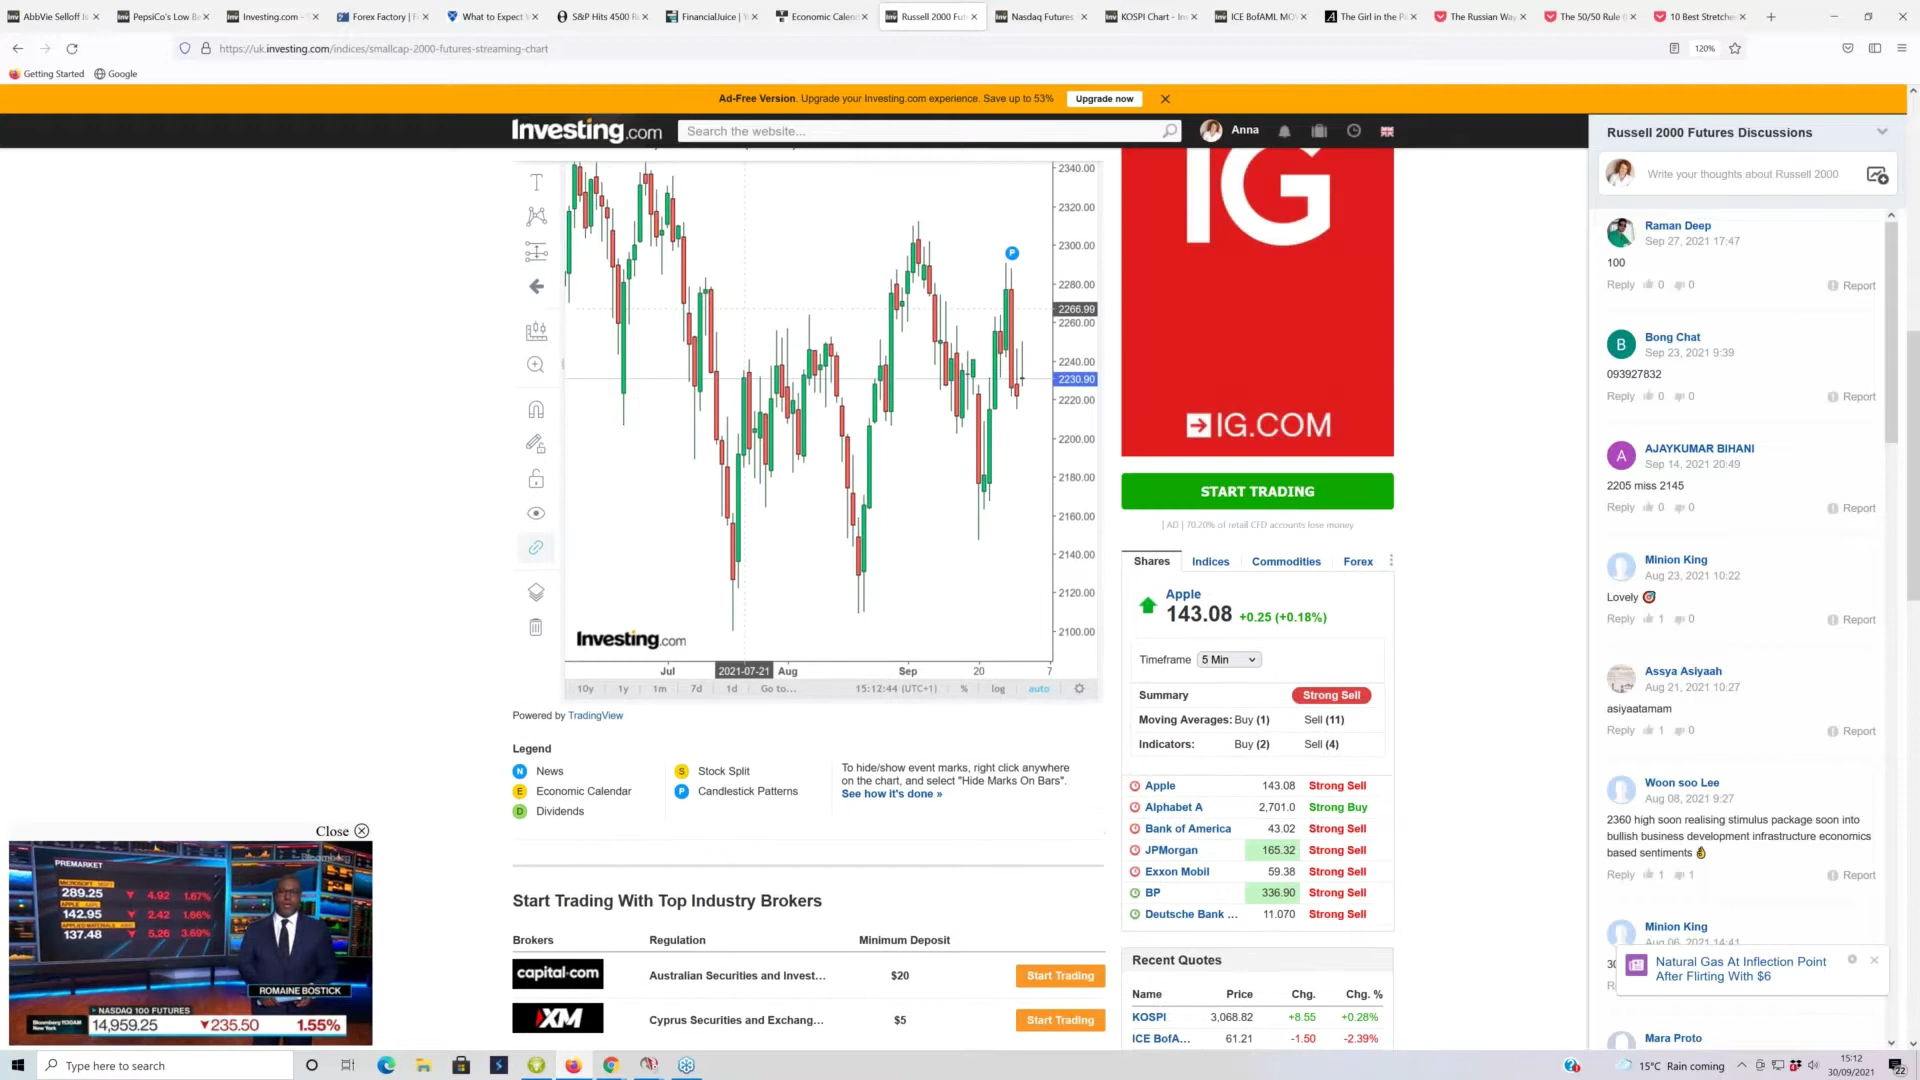 AbbVie Selloff Is
PepsiCo's Low Be
Investing.com -
Forex Factory | F
What to Expect
S&P Hits 4500
FinancialJuice |
Economic Calen
Russell 2000 Fut
Nasdaq Futures
KOSPI Chart - In
ICE BofAML MO
The Girl in the P
The Russian Way
The 50/50 Rule
10 Best Stretche
https://uk.investing.com/indices/smallcap-2000-futures-streaming-chart
120%
Getting Started
Google
Ad-Free Version. Upgrade your Investing.com experience. Save up to 53%
Upgrade now
Investing.com
Search the website...
Anna
2340.00
2320.00
2300.00
2280.00
2266.99
2260.00
2240.00
2230.90
2220.00
2200.00
2180.00
2160.00
2140.00
2120.00
2100.00
P
Investing.com
Jul
2021-07-21
Aug
Sep
20
7
10y
1y
1m
7d
1d
Go to...
15:12:44 (UTC+1)
%
log
auto
Powered by TradingView
Legend
N News
E Economic Calendar
D Dividends
S Stock Split
P Candlestick Patterns
To hide/show event marks, right click anywhere
on the chart, and select "Hide Marks On Bars".
See how it's done »
Start Trading With Top Industry Brokers
Brokers Regulation Minimum Deposit
capital.com Australian Securities and Invest... $20 Start Trading
XM Cyprus Securities and Exchang... $5 Start Trading
IG
IG.COM
START TRADING
| AD | 70.20% of retail CFD accounts lose money
Shares Indices Commodities Forex
Apple
143.08 +0.25 (+0.18%)
Timeframe 5 Min
Summary Strong Sell
Moving Averages: Buy (1) Sell (11)
Indicators: Buy (2) Sell (4)
Apple 143.08 Strong Sell
Alphabet A 2,701.0 Strong Buy
Bank of America 43.02 Strong Sell
JPMorgan 165.32 Strong Sell
Exxon Mobil 59.38 Strong Sell
BP 336.90 Strong Sell
Deutsche Bank ... 11.070 Strong Sell
Recent Quotes
Name Price Chg. Chg. %
KOSPI 3,068.82 +8.55 +0.28%
ICE BofA... 61.21 -1.50 -2.39%
Russell 2000 Futures Discussions
Write your thoughts about Russell 2000
Raman Deep
Sep 27, 2021 17:47
100
Reply 0 0 Report
B
Bong Chat
Sep 23, 2021 9:39
093927832
Reply 0 0 Report
A
AJAYKUMAR BIHANI
Sep 14, 2021 20:49
2205 miss 2145
Reply 0 0 Report
Minion King
Aug 23, 2021 10:22
Lovely 🎯
Reply 1 0 Report
Assya Asiyaah
Aug 21, 2021 10:27
asiyaatamam
Reply 1 0 Report
Woon soo Lee
Aug 08, 2021 9:27
2360 high soon realising stimulus package soon into
bullish business development infrastructure economics
based sentiments 💰
Reply 1 1 Report
Minion King
Aug 06, 2021 14:41
Natural Gas At Inflection Point
After Flirting With $6
Mara Proto
Close
Bloomberg
PREMARKET
MICROSOFT
289.25 4.92 1.67%
APPLE
142.95 2.42 1.66%
APPLIED MATERIALS
137.48 5.26 3.69%
ROMAINE BOSTICK
NASDAQ 100 FUTURES
14,959.25 235.50 1.55%
New York
Type here to search
15°C Rain coming
15:12
30/09/2021
22